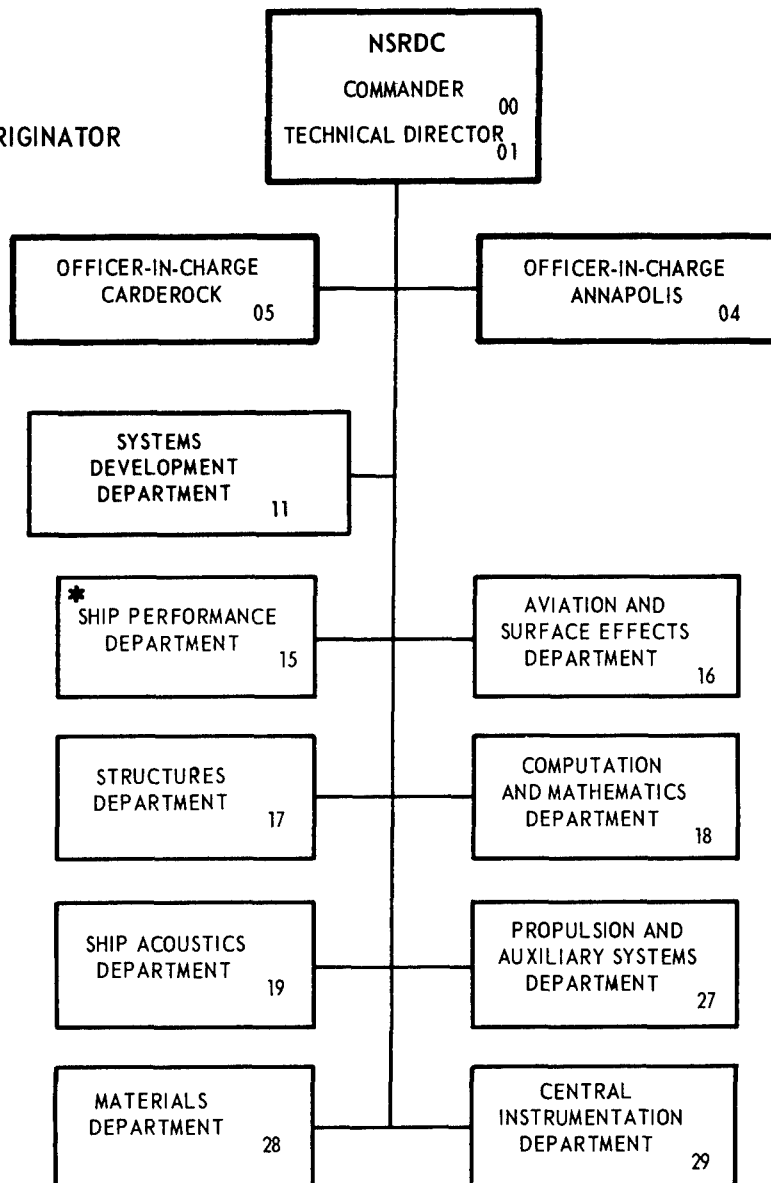 NSRDC
COMMANDER
00
TECHNICAL DIRECTOR
01
RIGINATOR
OFFICER-IN-CHARGE
CARDEROCK
05
OFFICER-IN-CHARGE
ANNAPOLIS
04
SYSTEMS
DEVELOPMENT
DEPARTMENT
11
*
SHIP PERFORMANCE
DEPARTMENT
15
AVIATION AND
SURFACE EFFECTS
DEPARTMENT
16
STRUCTURES
DEPARTMENT
17
COMPUTATION
AND MATHEMATICS
DEPARTMENT
18
SHIP ACOUSTICS
DEPARTMENT
19
PROPULSION AND
AUXILIARY SYSTEMS
DEPARTMENT
27
MATERIALS
DEPARTMENT
28
CENTRAL
INSTRUMENTATION
DEPARTMENT
29